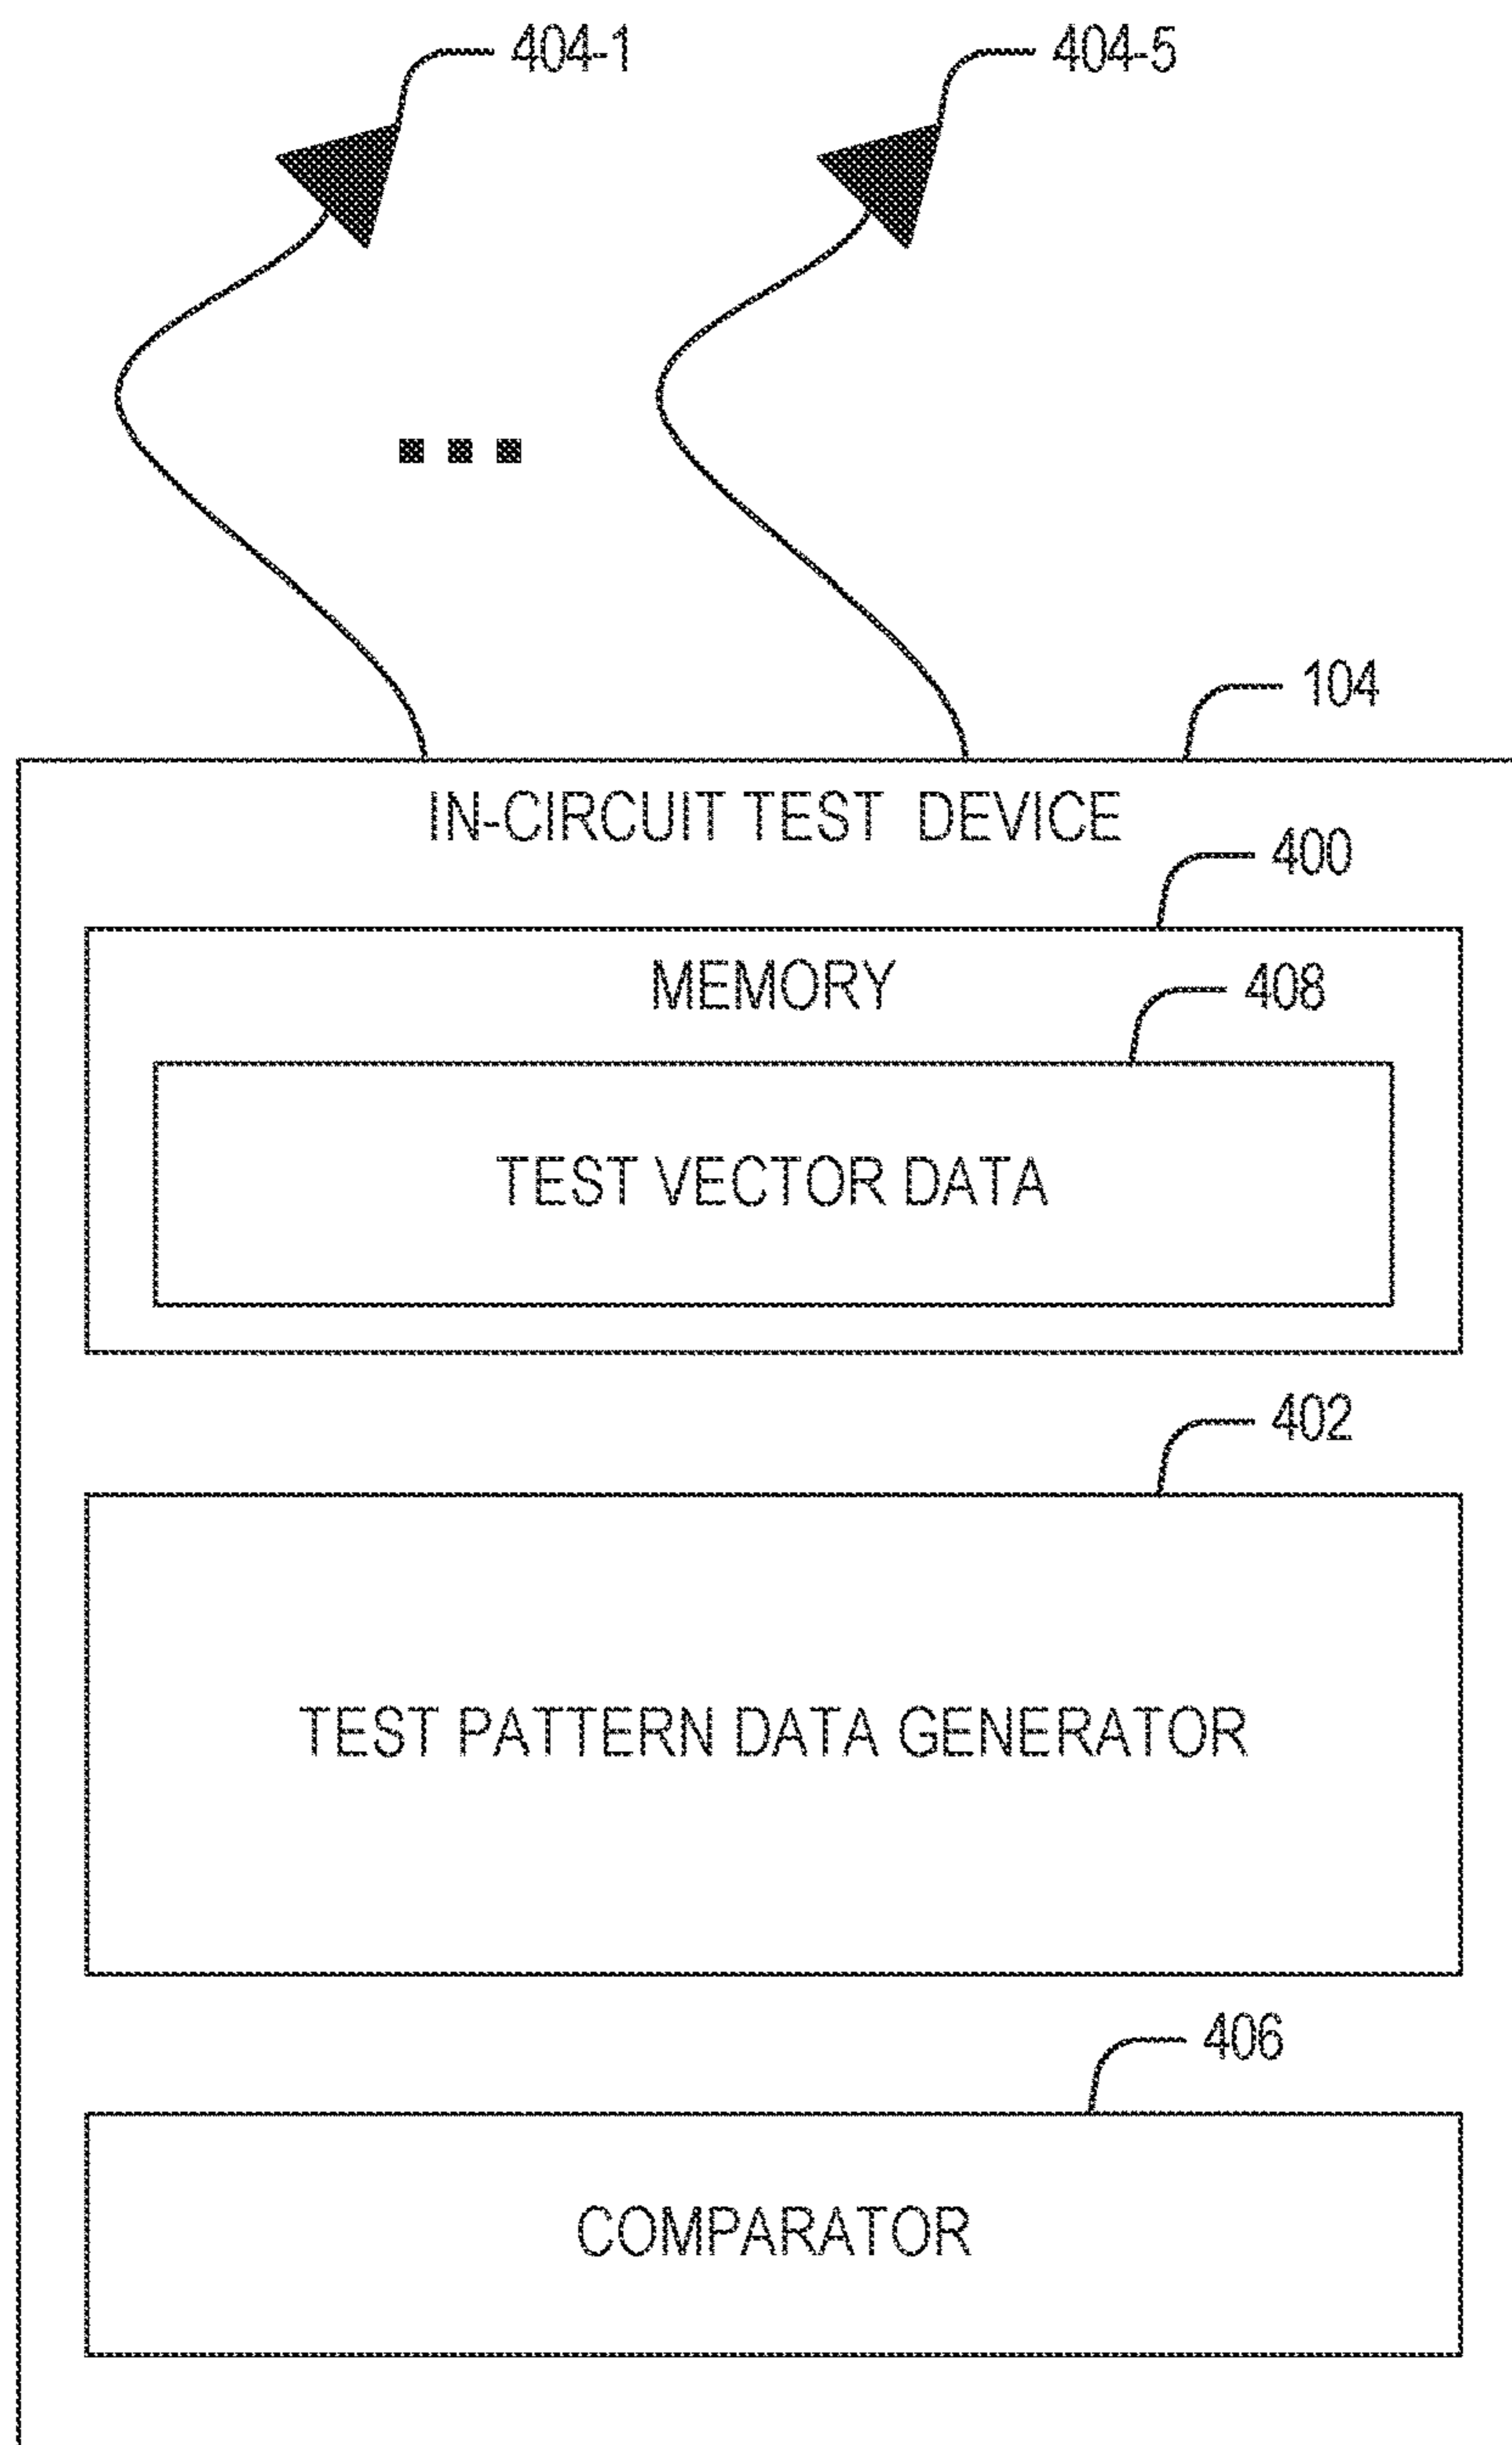 404-1
404-5
104
IN-CIRCUIT TEST DEVICE
400
MEMORY
408
TEST VECTOR DATA
402
TEST PATTERN DATA GENERATOR
406
COMPARATOR